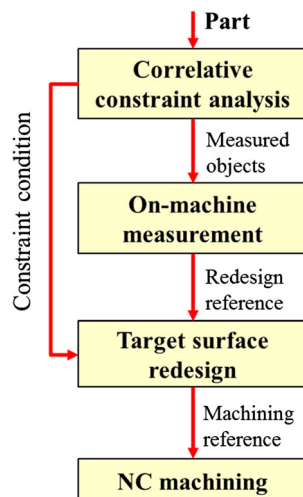 Part
Correlative
constraint analysis
Measured
objects
Constraint condition
On-machine
measurement
Redesign
reference
Target surface
redesign
Machining
reference
NC machining